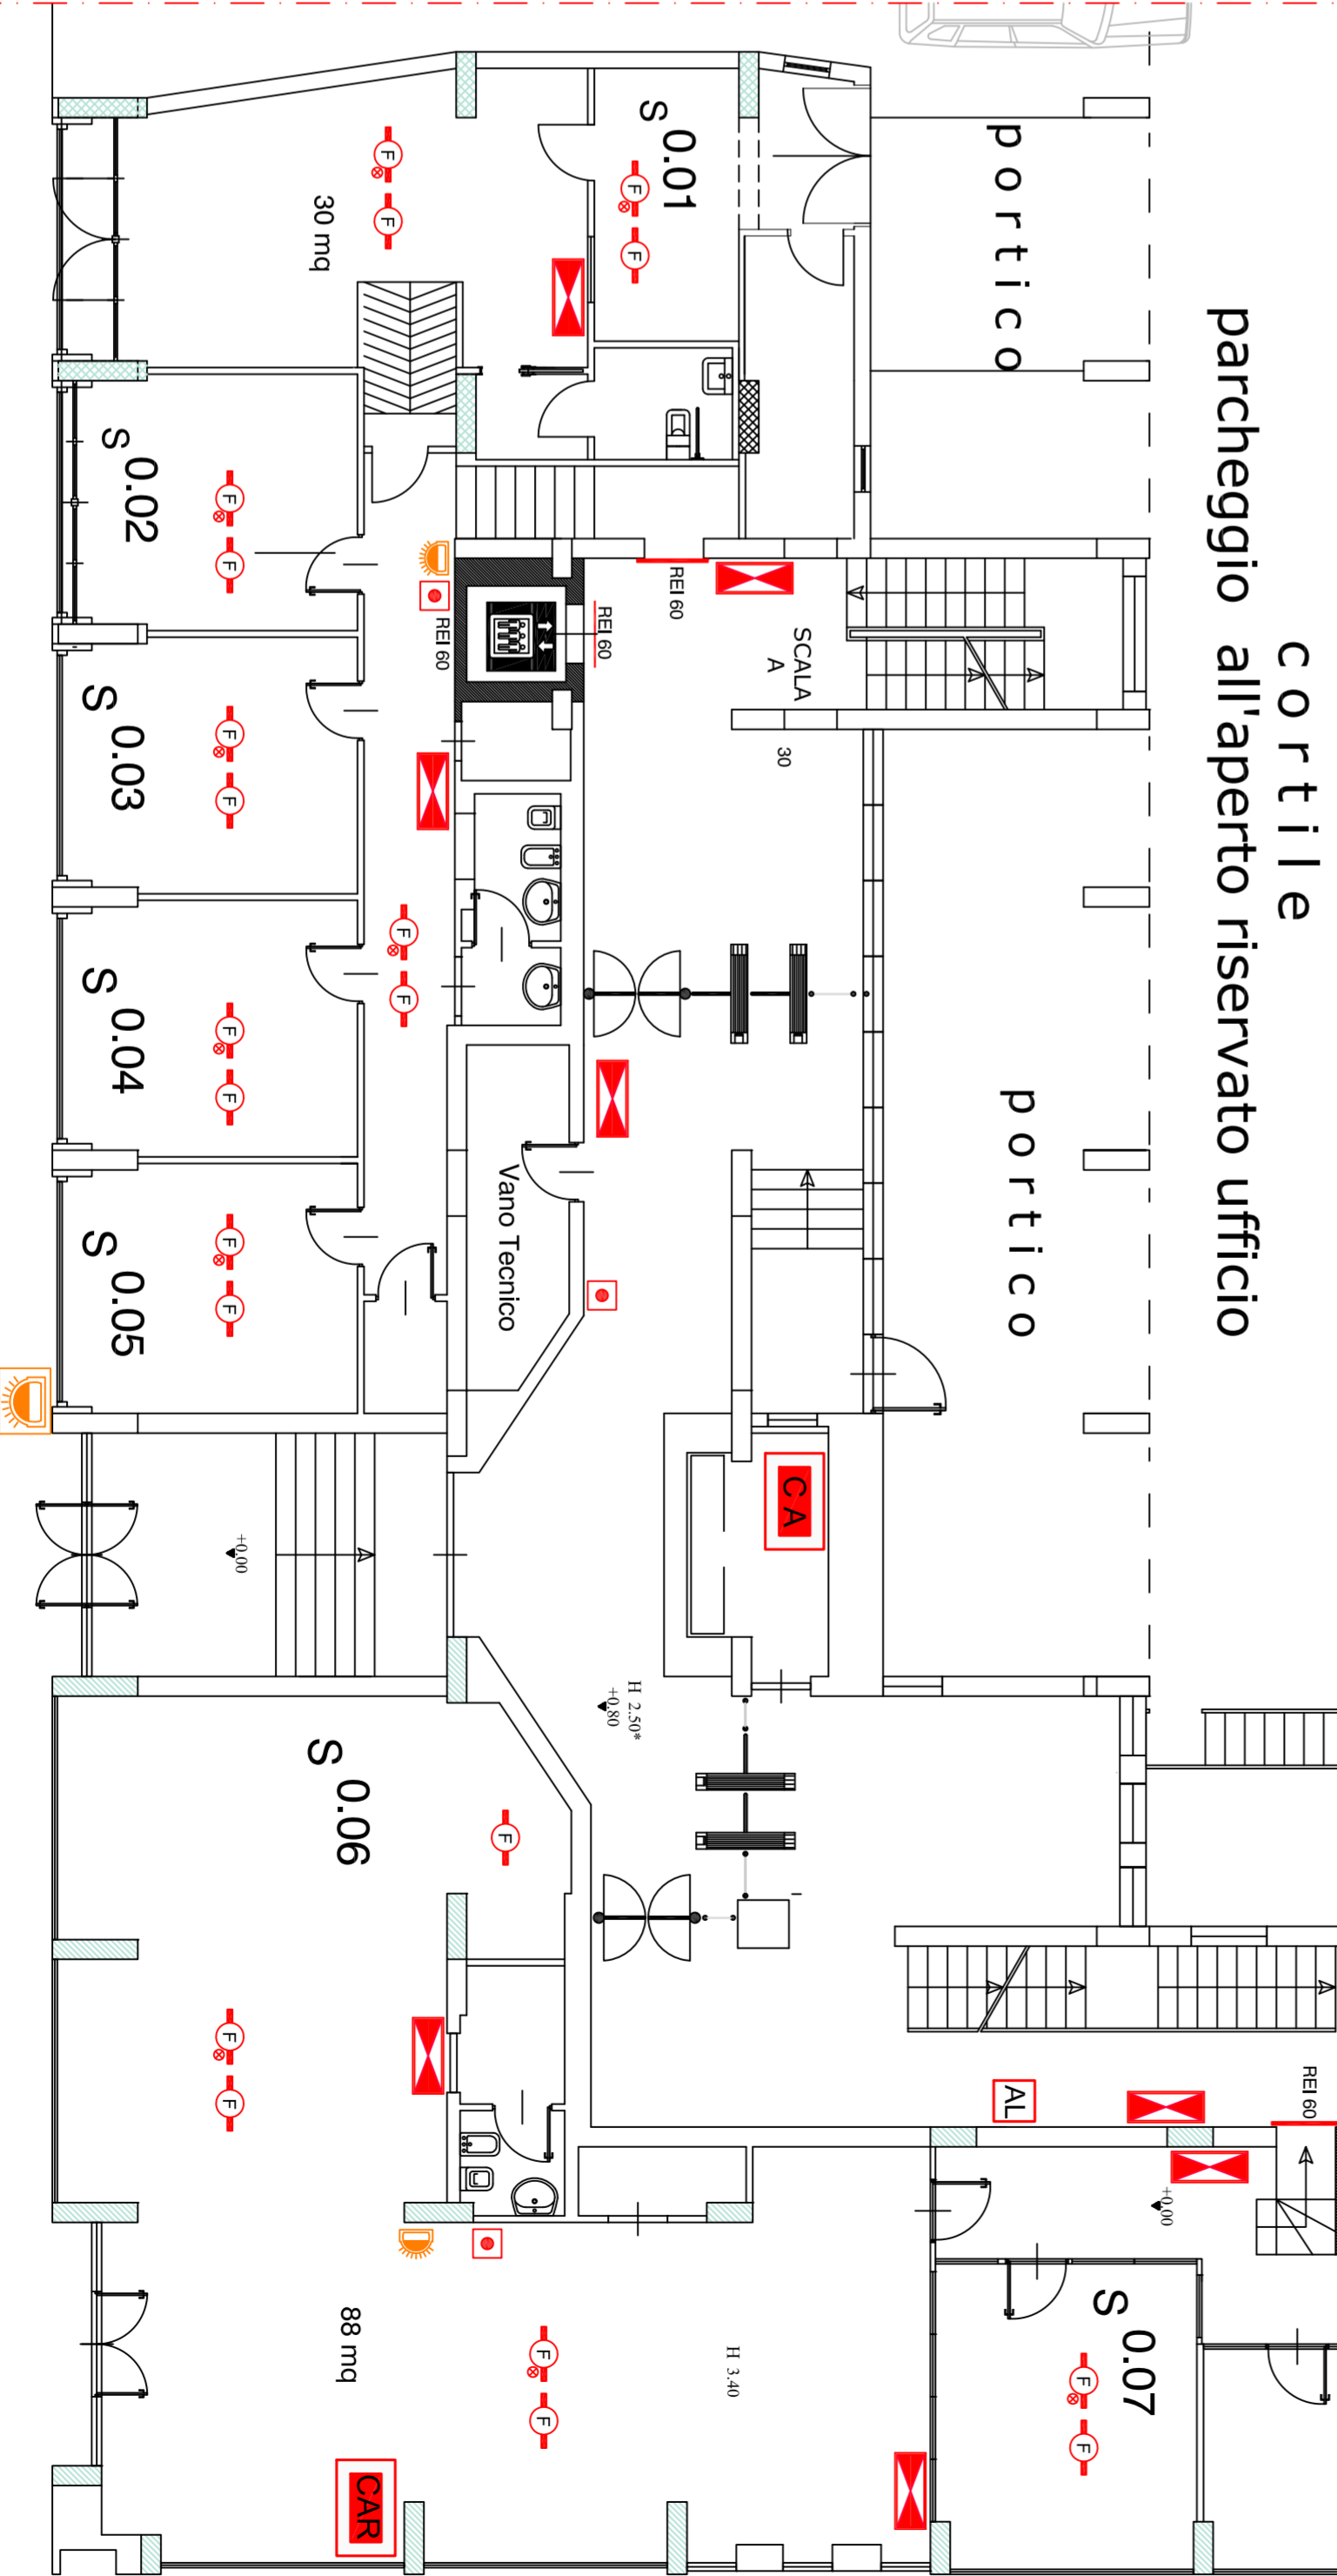 cortile
parcheggio all'aperto riservato ufficio
portico
portico
S 0.01
F
F
30 mq
F
F
S 0.02
F
F
S 0.03
F
F
S 0.04
F
F
S 0.05
F
F
F
F
REI 60
REI 60
REI 60
SCALA
A
30
Vano Tecnico
CA
+0.00
H 2.50*
+0.80
S 0.06
F
F
F
88 mq
F
F
H 3.40
CAR
AL
REI 60
+0.00
S 0.07
F
F